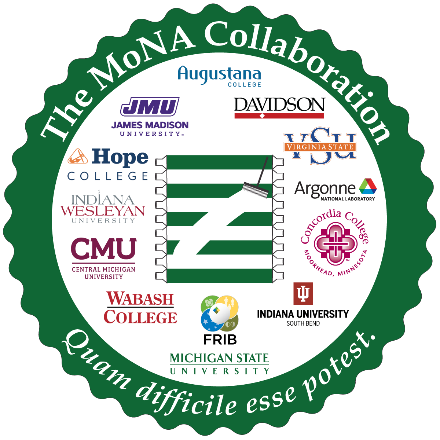 The MoNA Collaboration
Augustana
COLLEGE
JMU
JAMES MADISON
UNIVERSITY.
DAVIDSON
VSU
VIRGINIA STATE
Hope
COLLEGE
Argonne
NATIONAL LABORATORY
INDIANA
WESLEYAN
UNIVERSITY
Concordia College
MOORHEAD, MINNESOTA
CMU
CENTRAL MICHIGAN
UNIVERSITY
WABASH
COLLEGE
FRIB
INDIANA UNIVERSITY
SOUTH BEND
MICHIGAN STATE
UNIVERSITY
Quam difficile esse potest.